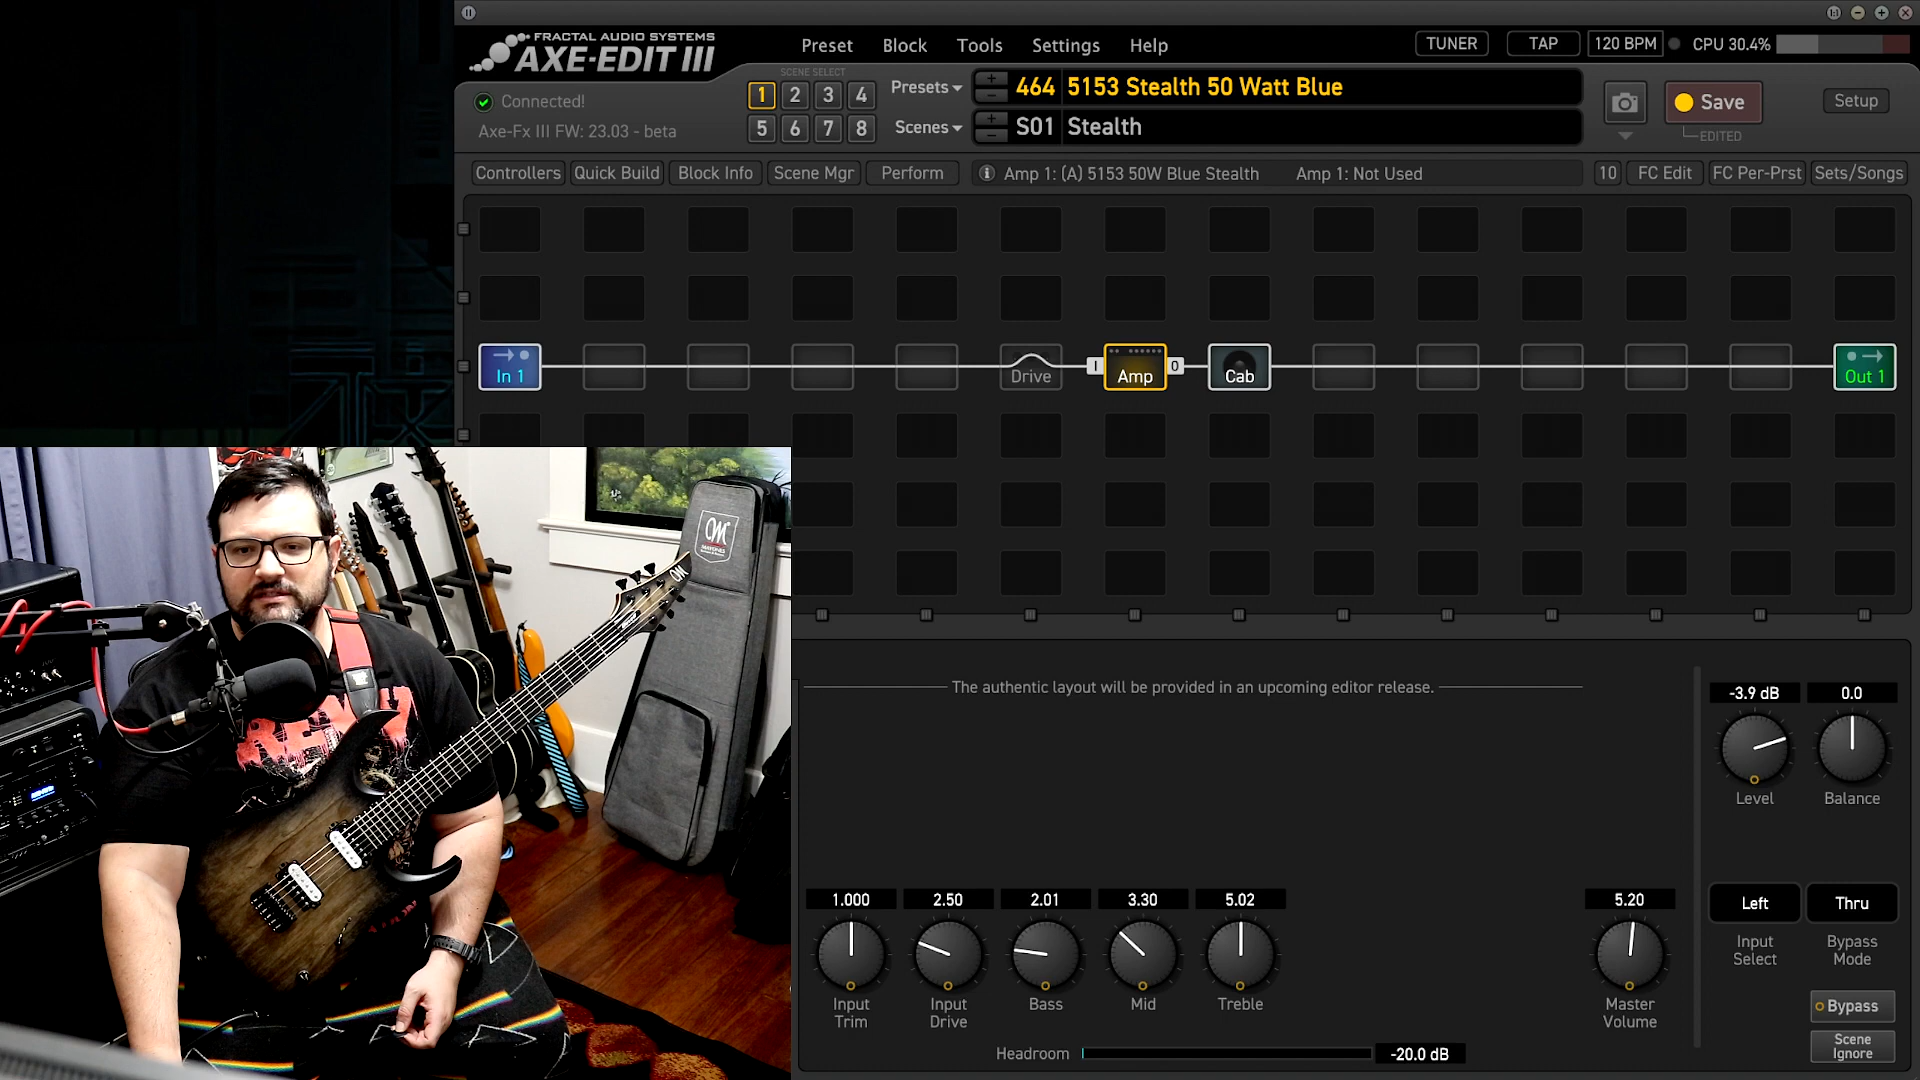 FRACTAL AUDIO SYSTEMS
AXE-EDIT III
Preset Block Tools Settings Help
TUNER TAP 120 BPM CPU 30.4%
SCENE SELECT
1 2 3 4
5 6 7 8
Presets
464 5153 Stealth 50 Watt Blue
Scenes
S01 Stealth
Save
EDITED
Setup
Connected!
Axe-Fx III FW: 23.03 - beta
Controllers Quick Build Block Info Scene Mgr Perform
Amp 1: (A) 5153 50W Blue Stealth Amp 1: Not Used
10 FC Edit FC Per-Prst Sets/Songs
In 1 Drive I Amp O Cab Out 1
MAYONES
The authentic layout will be provided in an upcoming editor release.
-3.9 dB 0.0
Level Balance
1.000 2.50 2.01 3.30 5.02 5.20
Left Thru
Input Select
Bypass Mode
Input Trim
Input Drive
Bass
Mid
Treble
Master Volume
Bypass
Scene Ignore
Headroom -20.0 dB